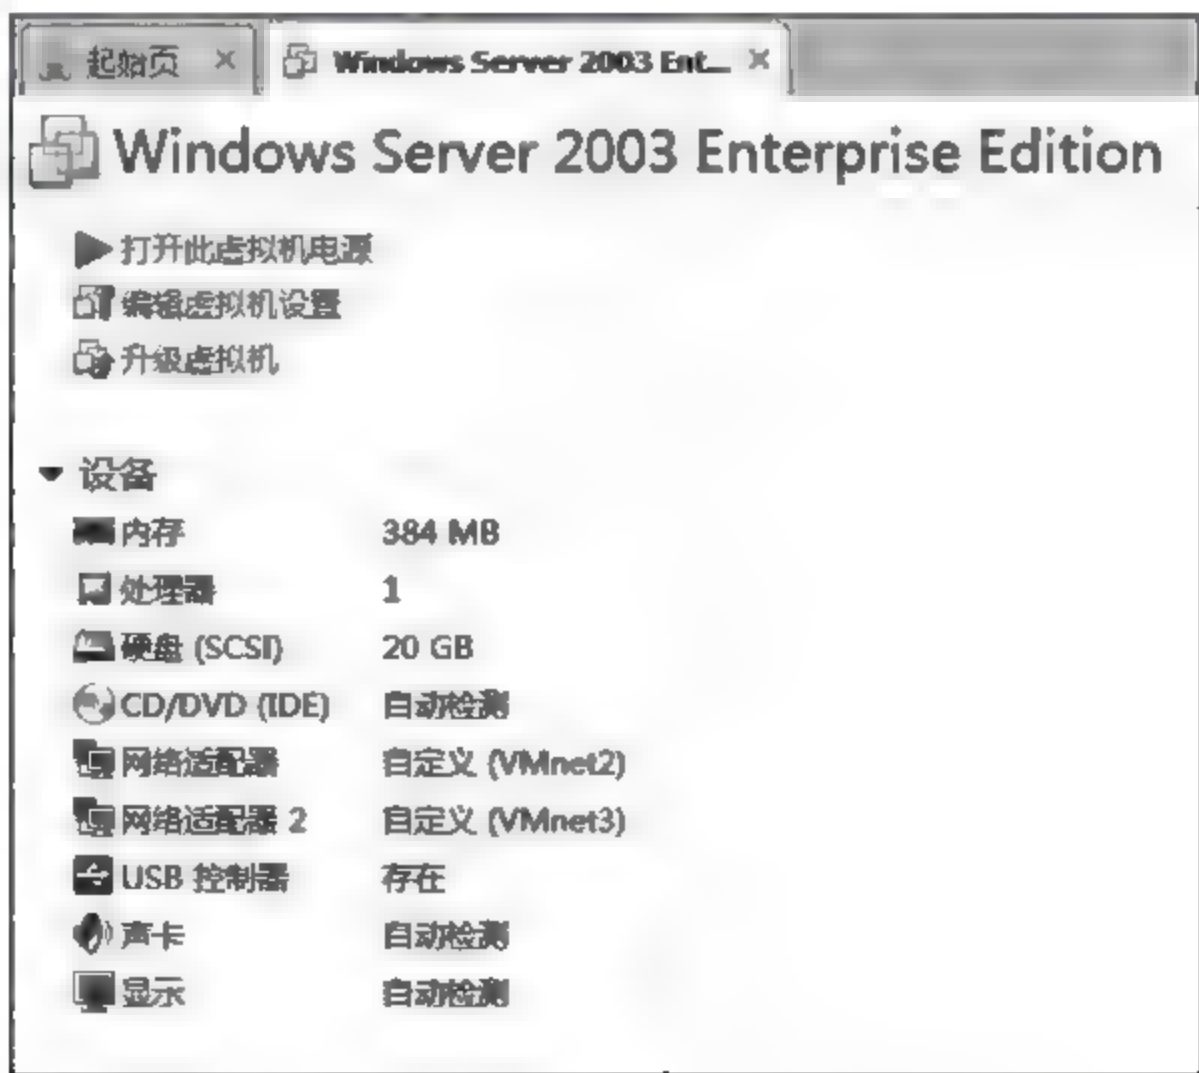 起始页 × Windows Server 2003 Ent... ×
Windows Server 2003 Enterprise Edition
打开此虚拟机电源
编辑虚拟机设置
升级虚拟机
设备
内存 384 MB
处理器 1
硬盘 (SCSI) 20 GB
CD/DVD (IDE) 自动检测
网络适配器 自定义 (VMnet2)
网络适配器 2 自定义 (VMnet3)
USB 控制器 存在
声卡 自动检测
显示 自动检测